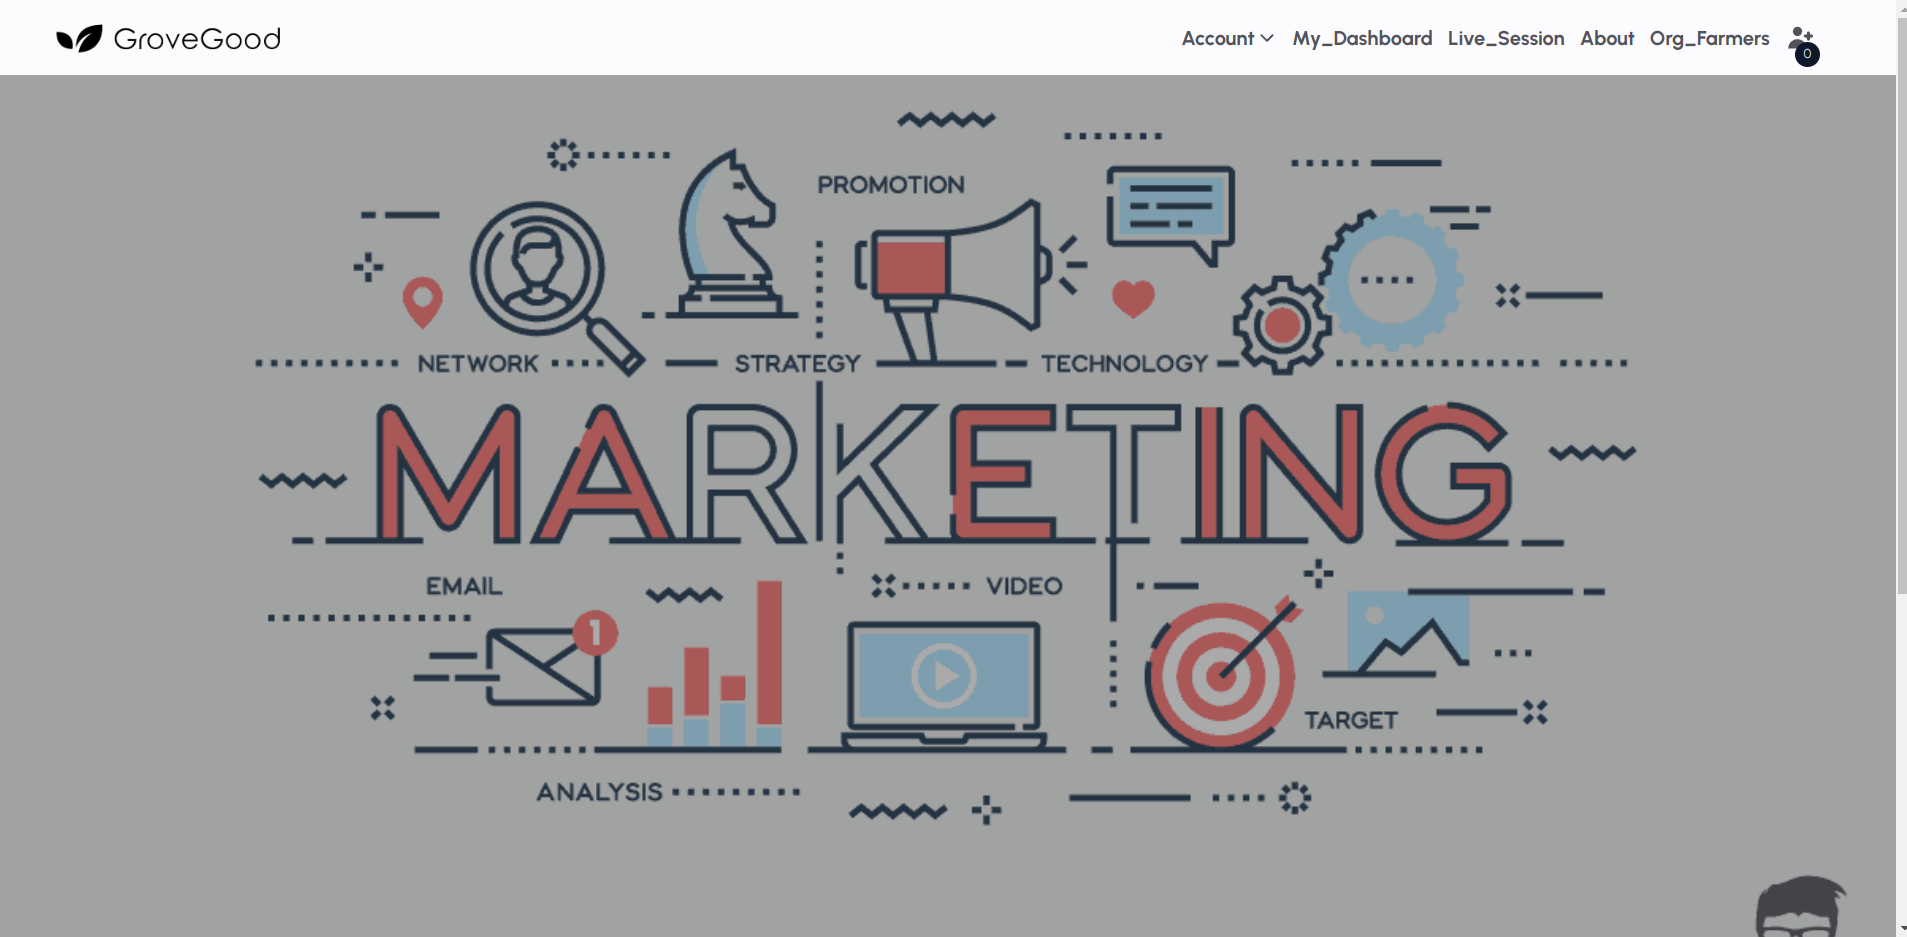 GroveGood
Account My_Dashboard Live_Session About Org_Farmers
0
PROMOTION
NETWORK STRATEGY TECHNOLOGY
MARKETING
EMAIL VIDEO
1
TARGET
ANALYSIS